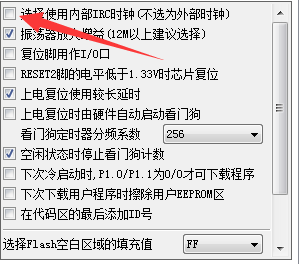 选择使用内部IRC时钟(不选为外部时钟)
振荡器放大增益(12M以上建议选择)
复位脚用作I/O口
RESET2脚的电平低于1.33V时芯片复位
上电复位使用较长延时
上电复位时由硬件自动启动看门狗
看门狗定时器分频系数 256
空闲状态时停止看门狗计数
下次冷启动时,P1.0/P1.1为0/0才可下载程序
下次下载用户程序时擦除用户EEPROM区
在代码区的最后添加ID号
选择Flash空白区域的填充值 FF